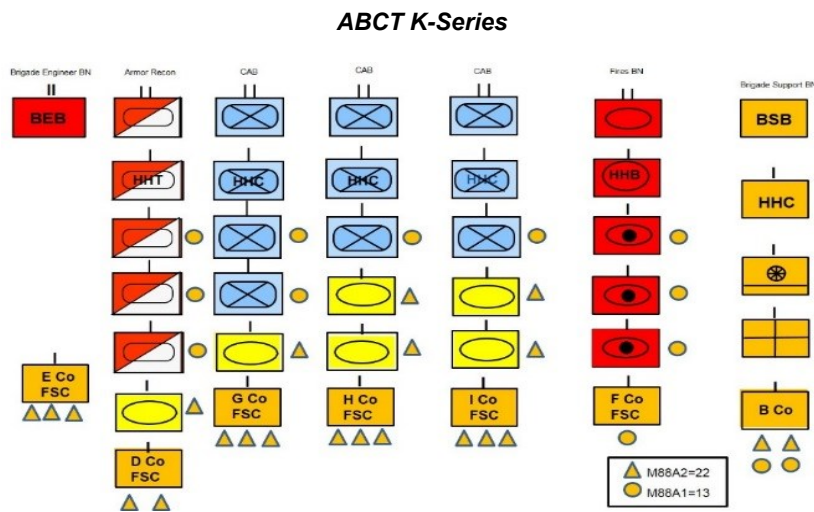 ABCT K-Series
Brigade Engineer BN
Armor Recon
CAB
CAB
CAB
Fires BN
Brigade Support BN
BEB
BSB
HHT
HHC
HHC
HHC
HHB
HHC
E Co
FSC
G Co
FSC
H Co
FSC
I Co
FSC
F Co
FSC
B Co
D Co
FSC
M88A2=22
M88A1=13